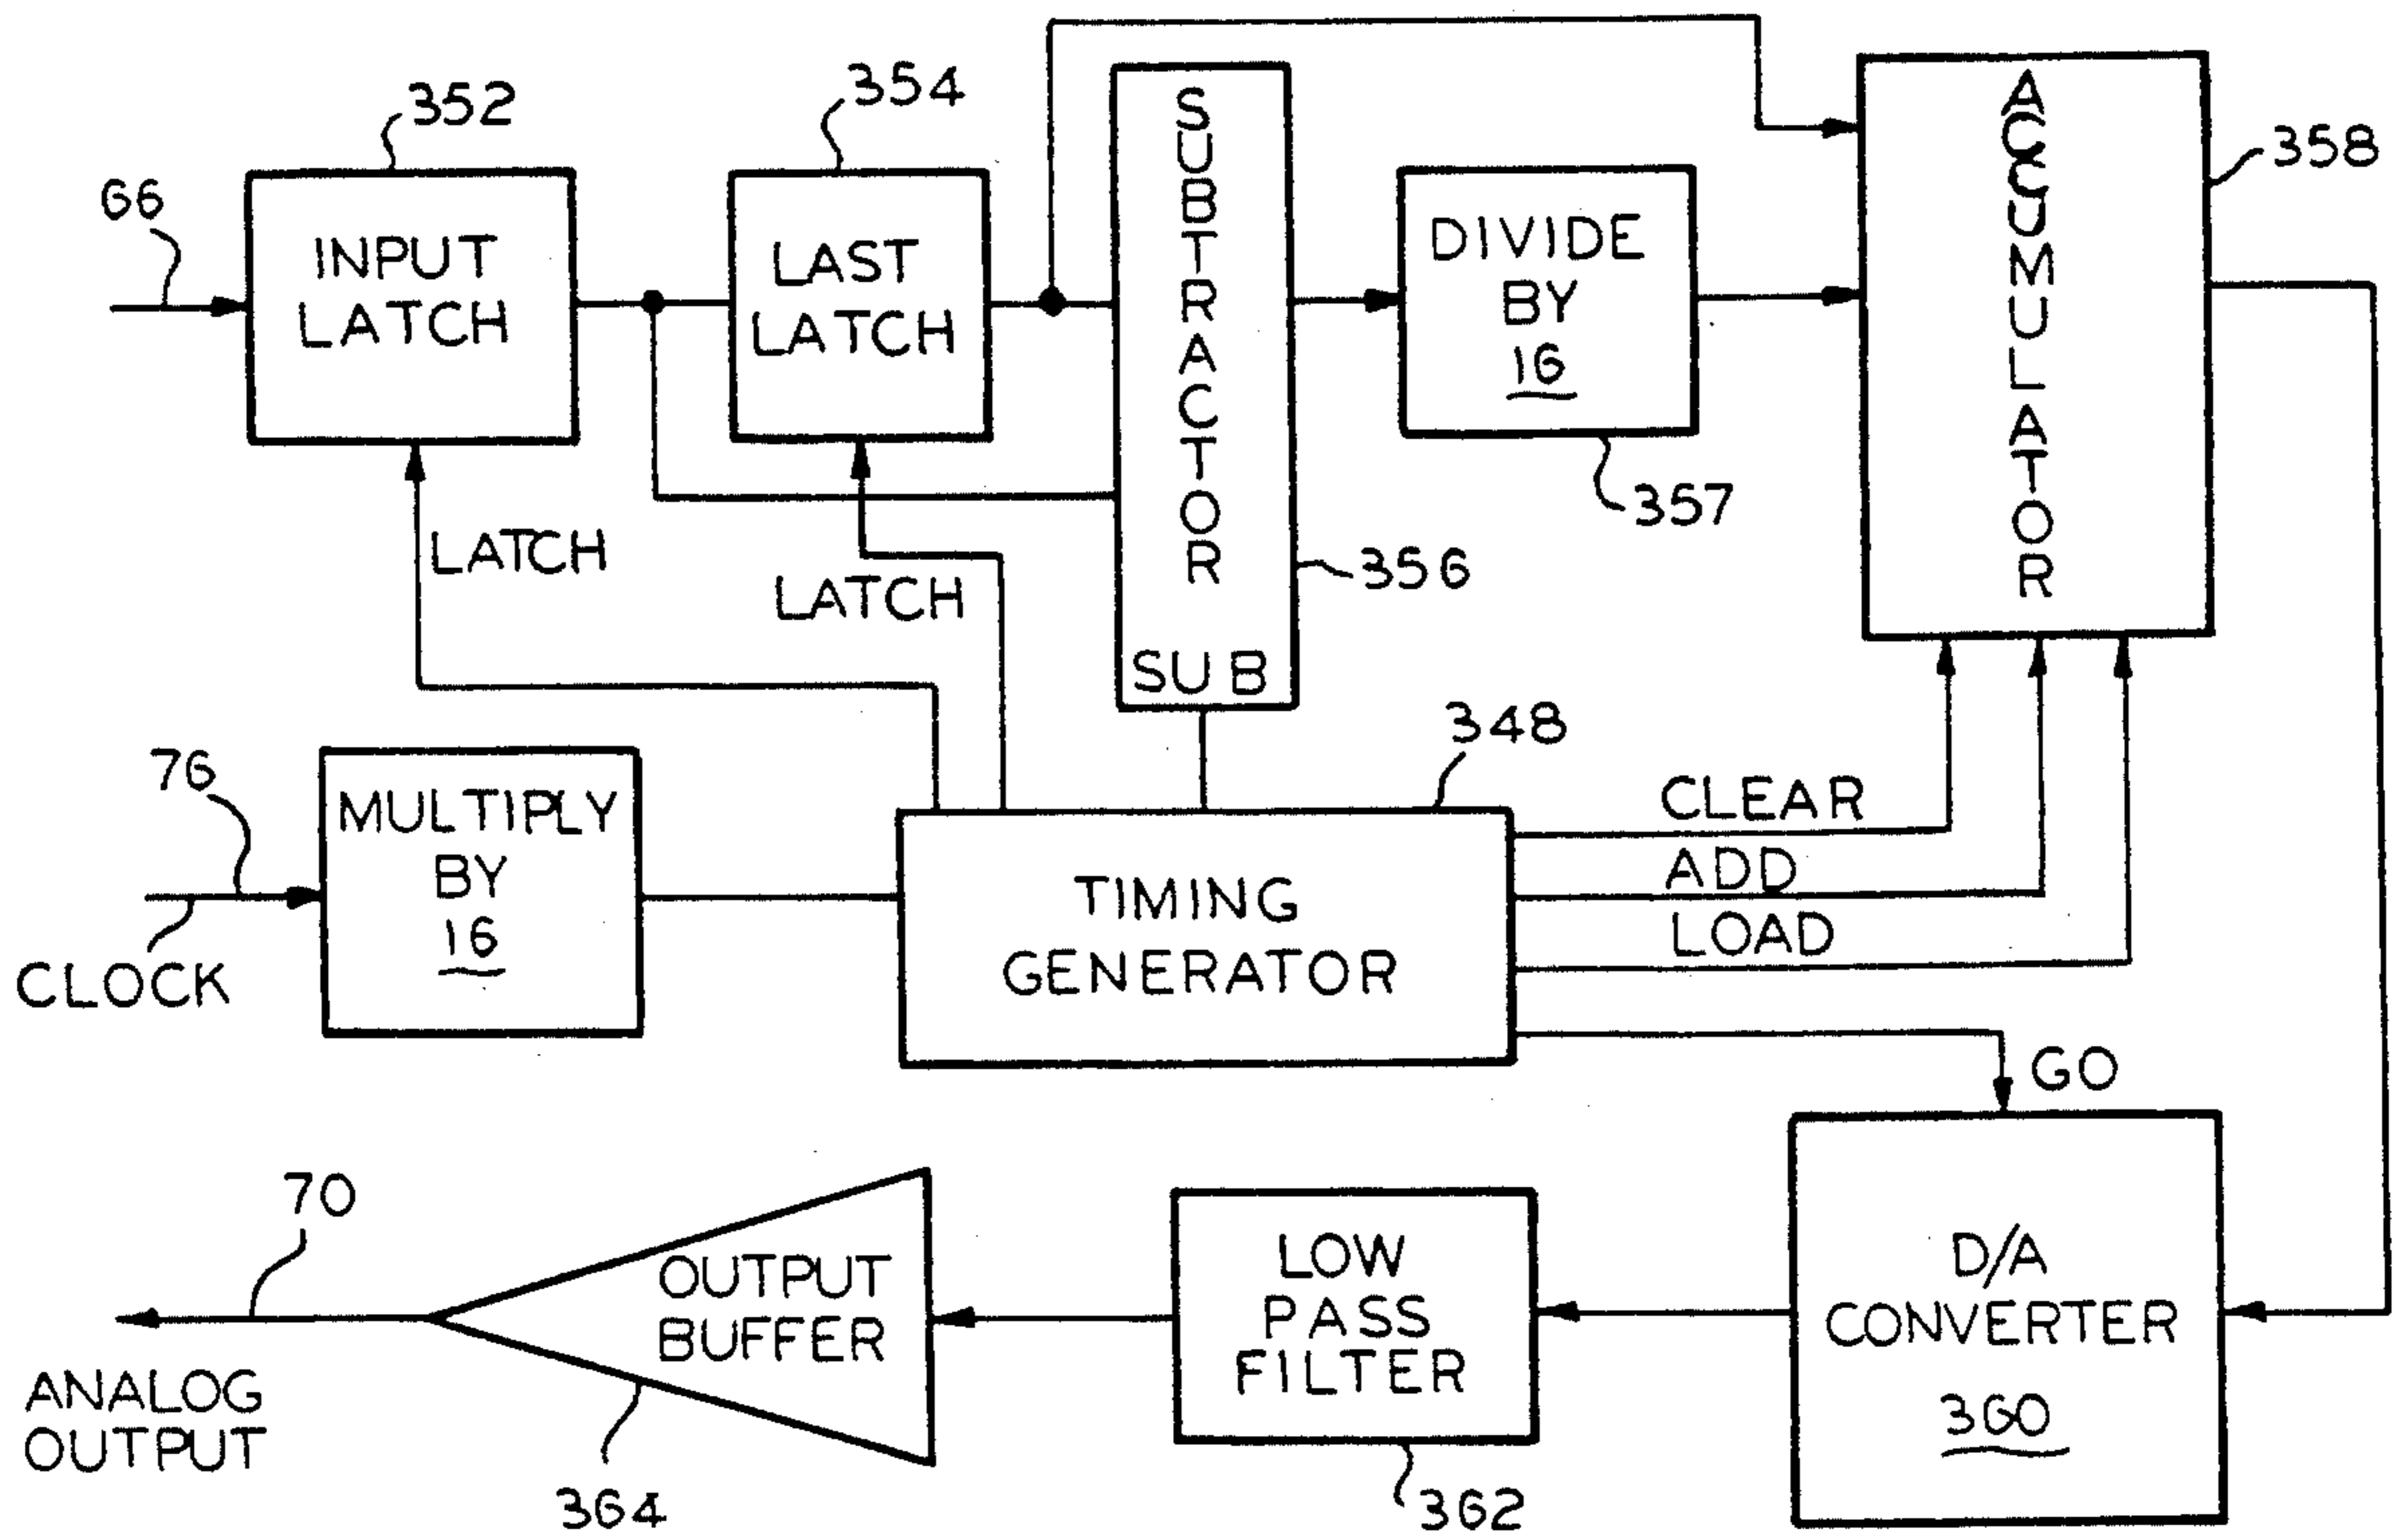 352
354
66
INPUT
LATCH
LAST
LATCH
SUBTRACTOR
SUB
356
DIVIDE
BY
16
357
ACCUMULATOR
358
LATCH
LATCH
76
CLOCK
MULTIPLY
BY
16
348
TIMING
GENERATOR
CLEAR
ADD
LOAD
GO
70
ANALOG
OUTPUT
OUTPUT
BUFFER
364
LOW
PASS
FILTER
362
D/A
CONVERTER
360